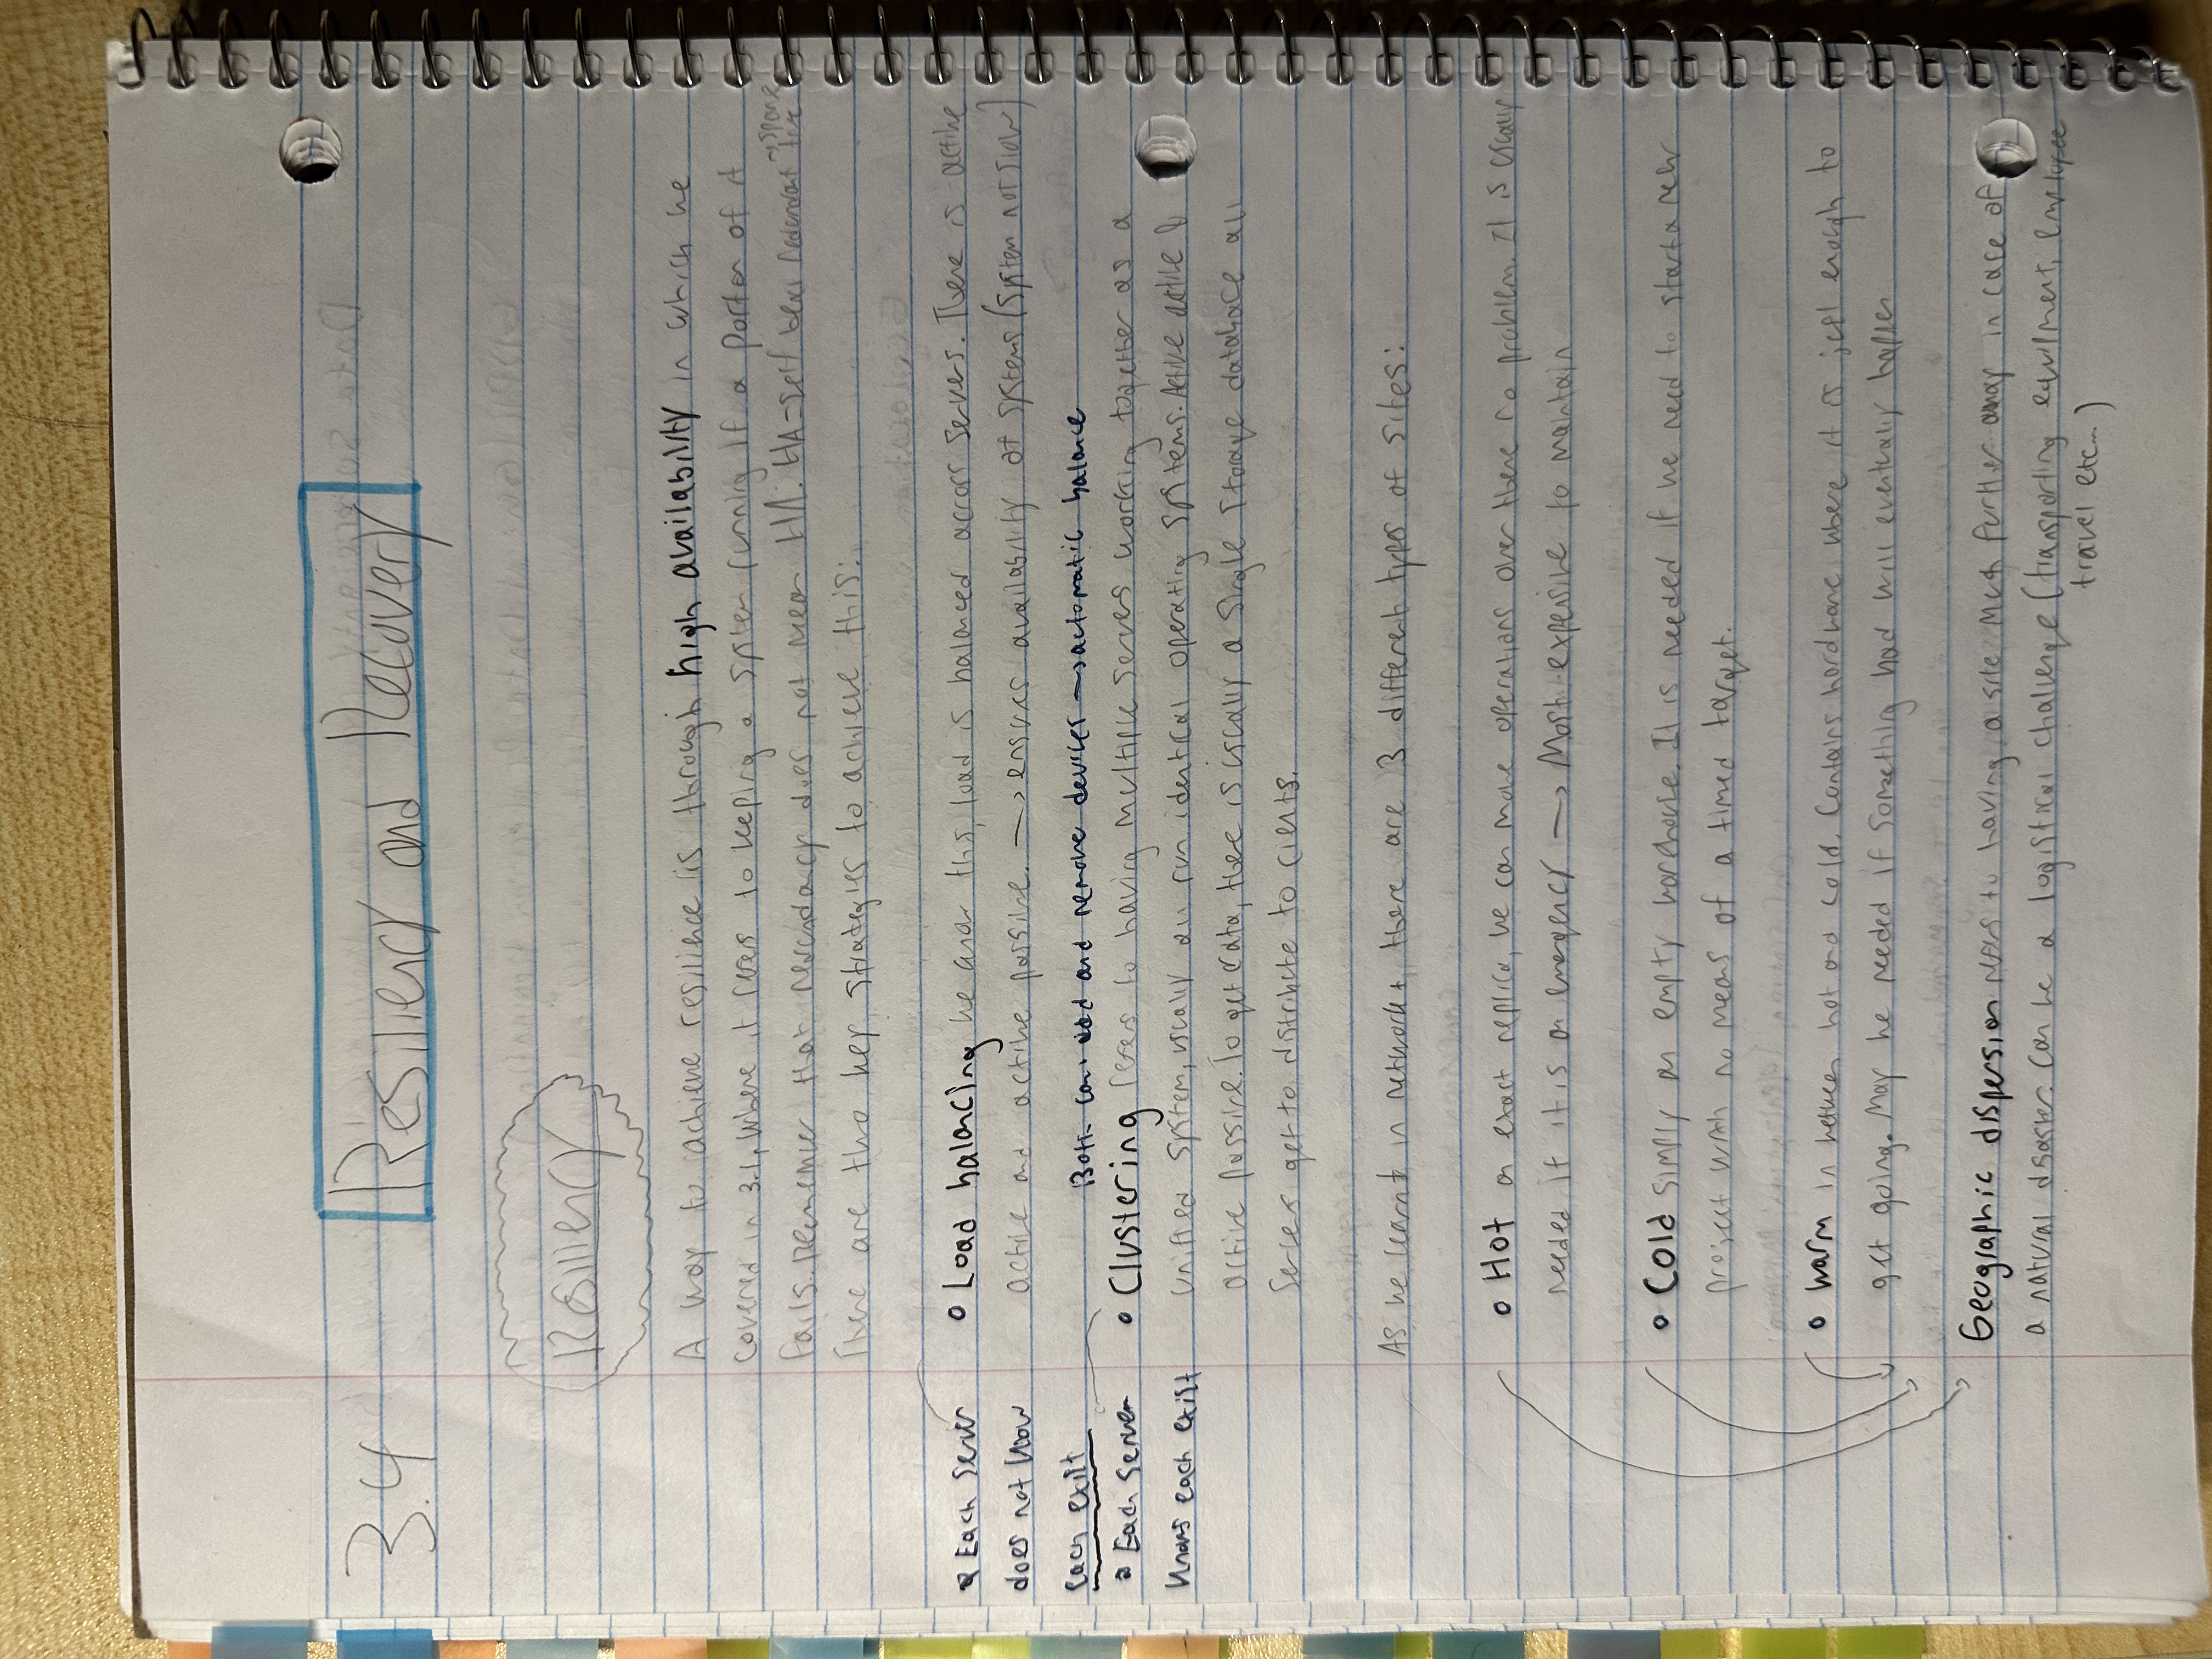 3.4 Resiliency and Recovery
Resiliency
A way to achieve resilience is through high availability in which we
covered in 3.1, where it refers to keeping a system running if a portion of it
fails. Remember that redundancy does not mean HA. HA = self redundant → spare
There are two key strategies to achieve this:
• Each server
does not know
each exist
• Load balancing we know this, load is balanced across servers. There is active
active and active passive. → ensures availability of systems (system not slow)
Both can add and remove devices → automatic balance
• Each server
knows each exist
• Clustering refers to having multiple servers working together as a
unified system, usually all run identical operating systems. Active active &
active passive. To get data, there is usually a single storage database all
servers get to distribute to clients.
As we learnt in network+, there are 3 different types of sites:
• Hot an exact replica, we can move operations over there no problem. It is usually
needed if it is an emergency → Most expensive to maintain
• Cold simply an empty warehouse. It is needed if we need to start a new
project with no means of a timed target.
• Warm in between hot and cold. Contains hardware where it is just enough to
get going. May be needed if something bad will eventually happen
Geographic dispersion refers to having a site much further away in case of
a natural disaster. Can be a logistical challenge (transporting equipment, employee
travel etc...)